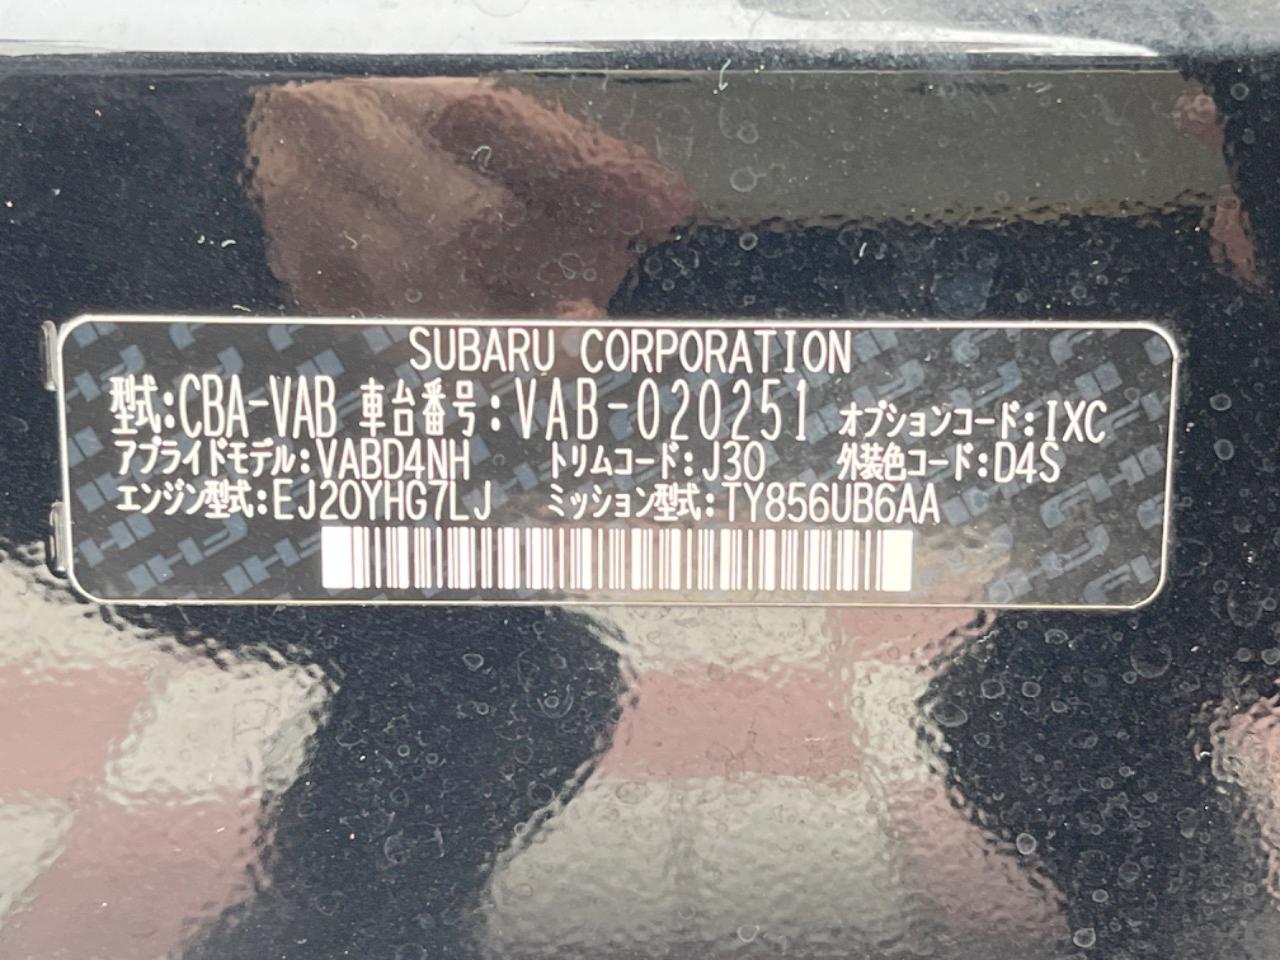 SUBARU CORPORATION
型式:CBA-VAB 車台番号:VAB-020251 オプションコード:IXC
アプライドモデル:VABD4NH トリムコード:J30 外装色コード:D4S
エンジン型式:EJ20YHG7LJ ミッション型式:TY856UB6AA